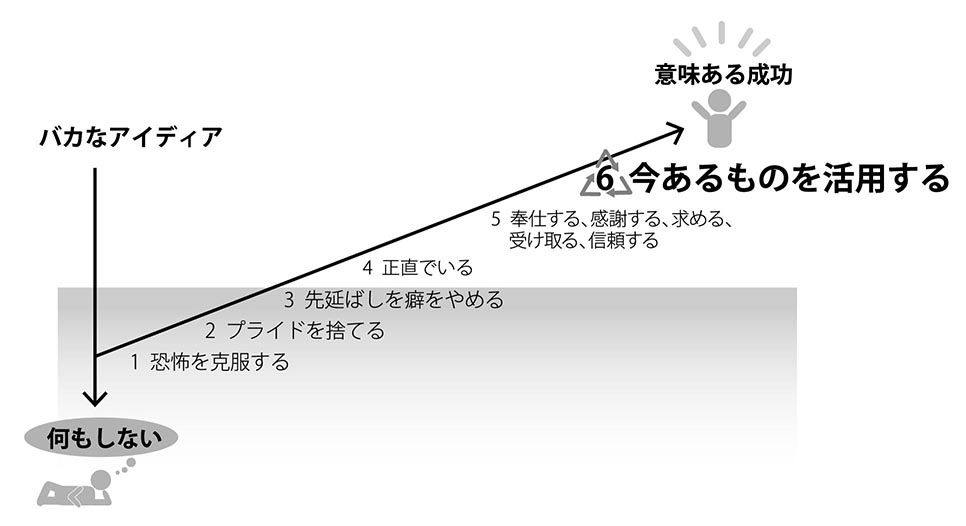 意味ある成功
バカなアイディア
6 今あるものを活用する
5 奉仕する、感謝する、求める、
受け取る、信頼する
4 正直でいる
3 先延ばしを癖をやめる
2 プライドを捨てる
1 恐怖を克服する
何もしない